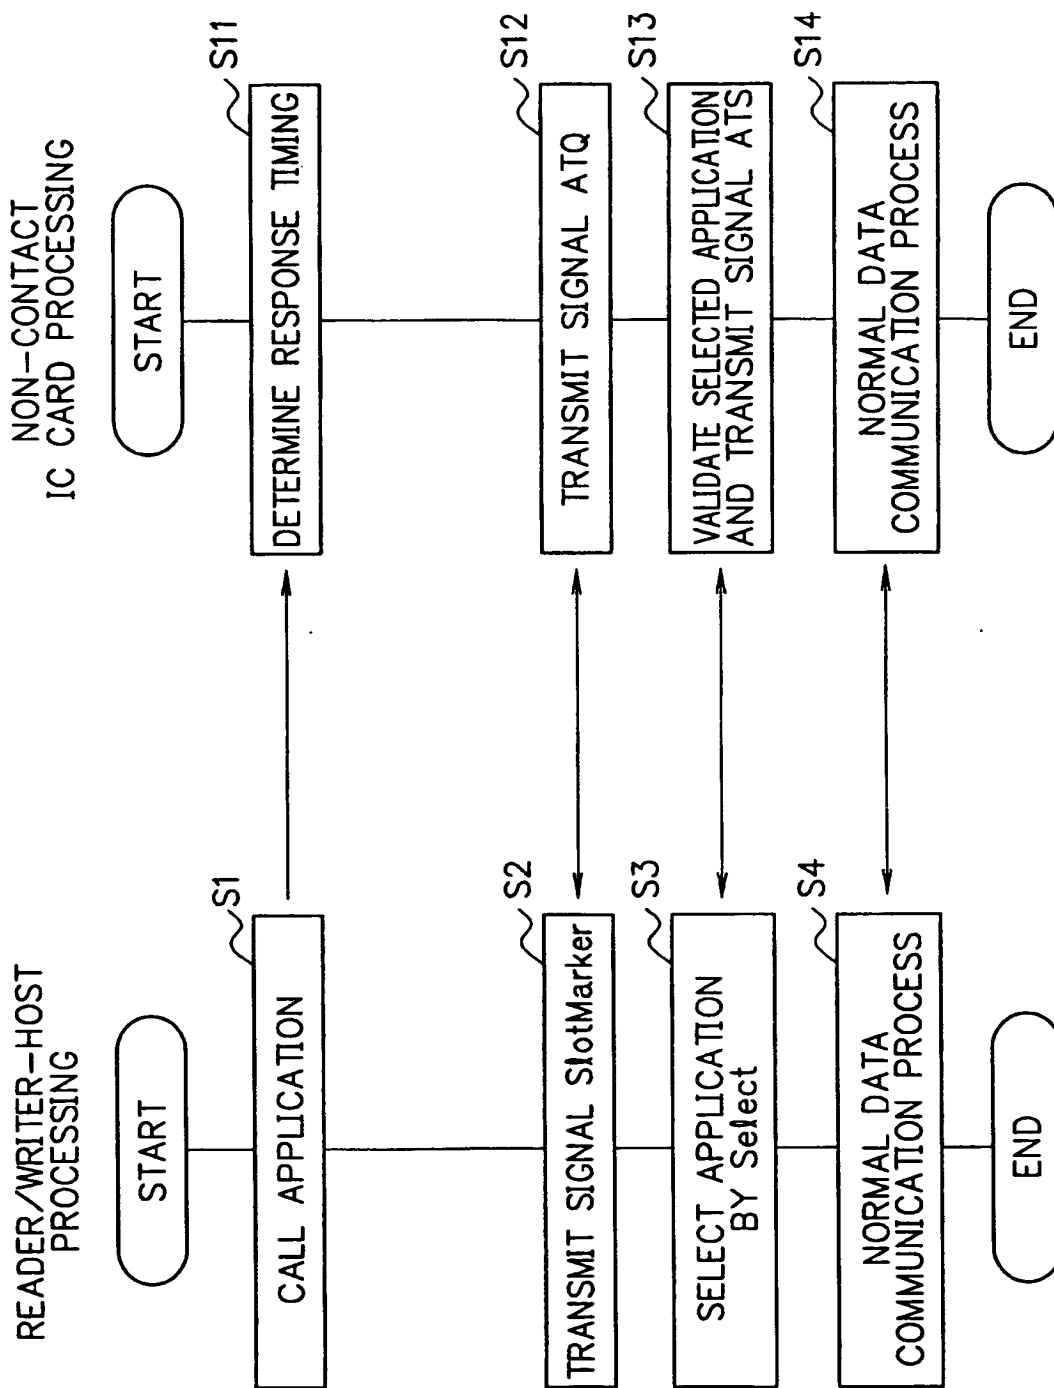 READER/WRITER-HOST
PROCESSING
START
S1
CALL APPLICATION
S2
TRANSMIT SIGNAL SlotMarker
S3
SELECT APPLICATION
BY Select
S4
NORMAL DATA
COMMUNICATION PROCESS
END
NON-CONTACT
IC CARD PROCESSING
START
S11
DETERMINE RESPONSE TIMING
S12
TRANSMIT SIGNAL ATQ
S13
VALIDATE SELECTED APPLICATION
AND TRANSMIT SIGNAL ATS
S14
NORMAL DATA
COMMUNICATION PROCESS
END